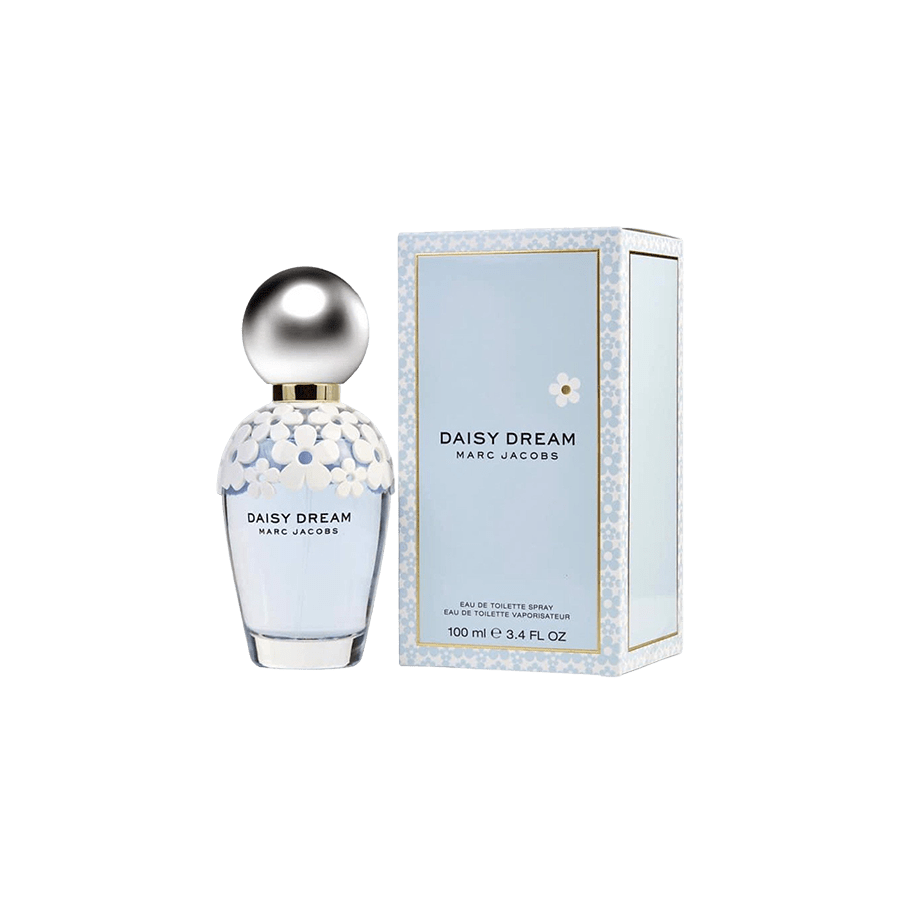 DAISY DREAM
MARC JACOBS
DAISY DREAM
MARC JACOBS
EAU DE TOILETTE SPRAY
EAU DE TOILETTE VAPORISATEUR
100 ml ℮ 3.4 FL OZ